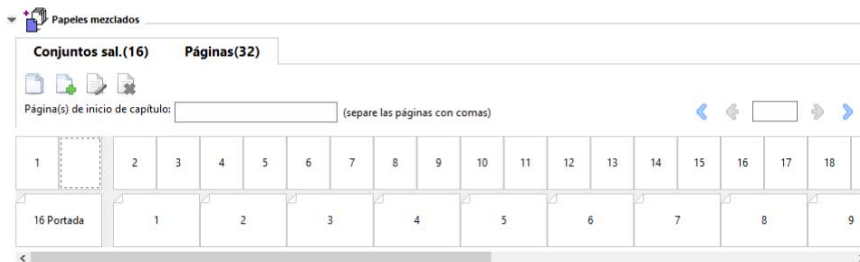 Papeles mezclados
Conjuntos sal.(16) Páginas(32)
Página(s) de inicio de capítulo: (separe las páginas con comas)
1 2 3 4 5 6 7 8 9 10 11 12 13 14 15 16 17 18
16 Portada 1 2 3 4 5 6 7 8 9